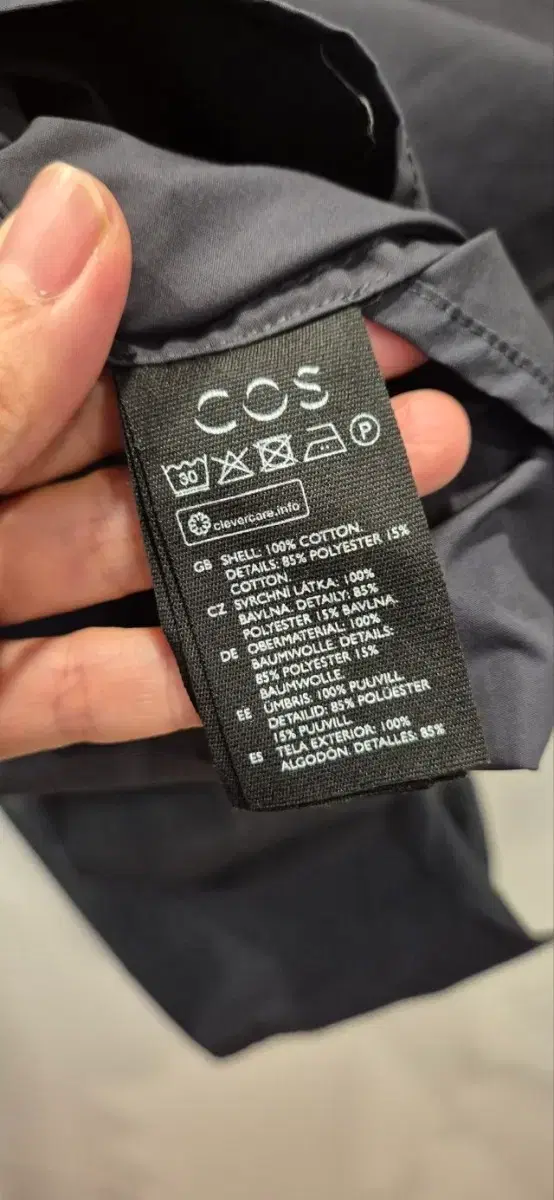 COS
30 P
clevercare.info
GB SHELL: 100% COTTON.
DETAILS: 85% POLYESTER 15%
COTTON.
CZ SVRCHNÍ LÁTKA: 100%
BAVLNA. DETAILY: 85%
POLYESTER 15% BAVLNA.
DE OBERMATERIAL: 100%
BAUMWOLLE. DETAILS:
85% POLYESTER 15%
BAUMWOLLE.
EE ÜMBRIS: 100% PUUVILL.
DETAILID: 85% POLÜESTER
15% PUUVILL.
ES TELA EXTERIOR: 100%
ALGODÓN. DETALLES: 85%